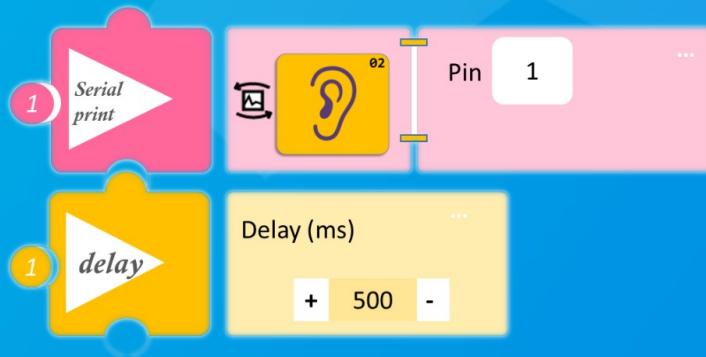 1
Serial
print
02
Pin 1
...
1
delay
Delay (ms)
...
+ 500 -